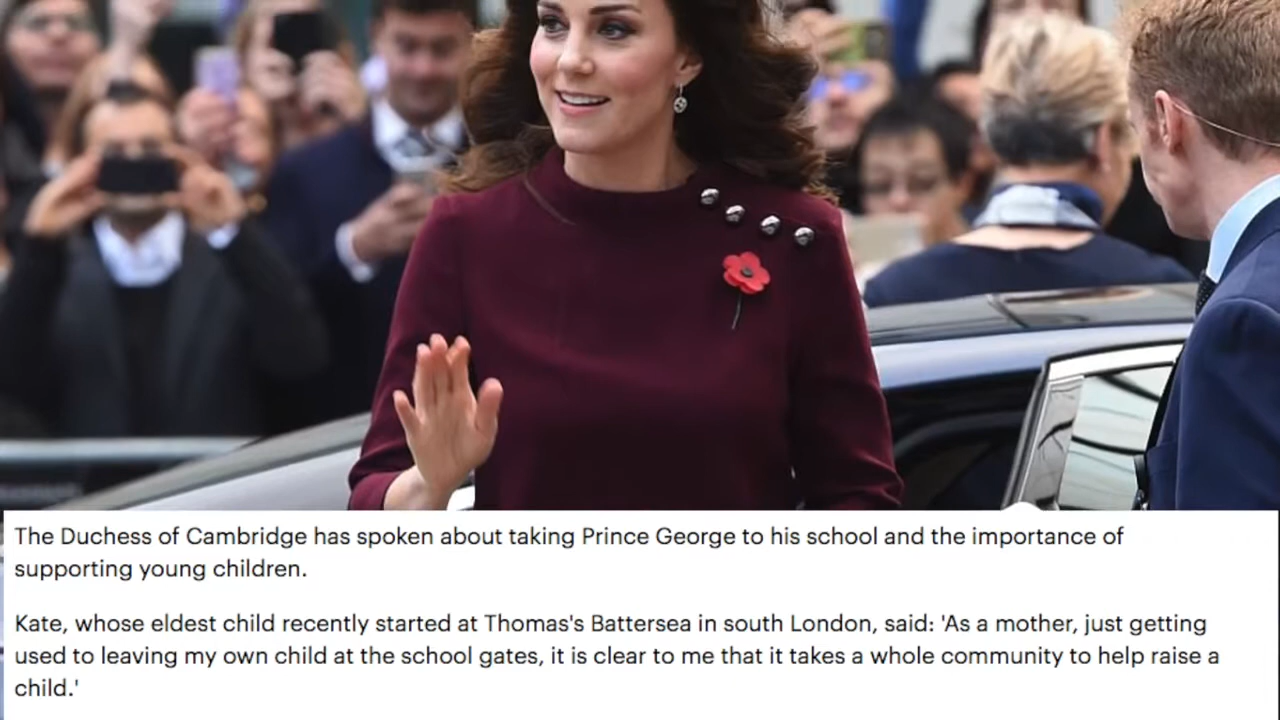 The Duchess of Cambridge has spoken about taking Prince George to his school and the importance of
supporting young children.
Kate, whose eldest child recently started at Thomas's Battersea in south London, said: 'As a mother, just getting
used to leaving my own child at the school gates, it is clear to me that it takes a whole community to help raise a
child.'